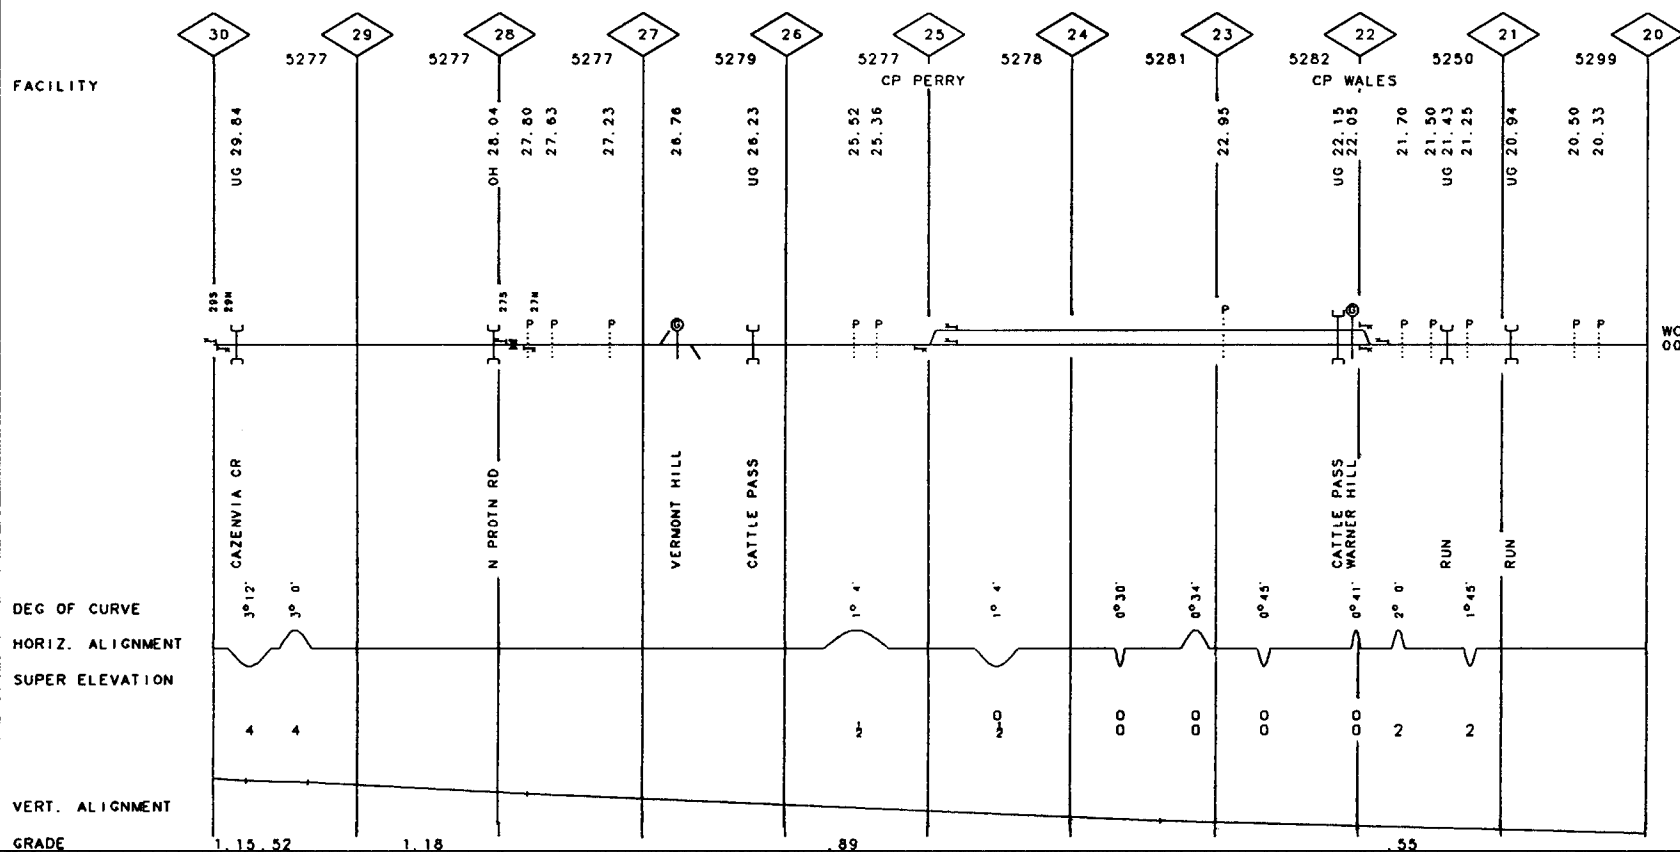 30 29 28 27 26 25 24 23 22 21 20
5277 5277 5277 5279 5277 5278 5281 5282 5250 5299
FACILITY CP PERRY CP WALES
UG 29.84
OH 28.04
27.80
27.63
27.23
26.76
UG 26.23
25.52
25.36
22.95
UG 22.15
22.05
21.70
21.50
UG 21.43
21.25
UG 20.94
20.50
20.33
29S
29N
27S
27N
P P P G P P P G P P P P P
WC
00
CAZENVIA CR
N PROTN RD
VERMONT HILL
CATTLE PASS
CATTLE PASS
WARNER HILL
RUN
RUN
DEG OF CURVE 3°12' 3° 0' 1° 4' 1° 4' 0°30' 0°34' 0°45' 0°41' 2° 0' 1°45'
HORIZ. ALIGNMENT
SUPER ELEVATION
0 0 0 0 0
4 4 ½ ½ 0 0 0 0 2 2
VERT. ALIGNMENT
GRADE 1.15 .52 1.18 .89 .55